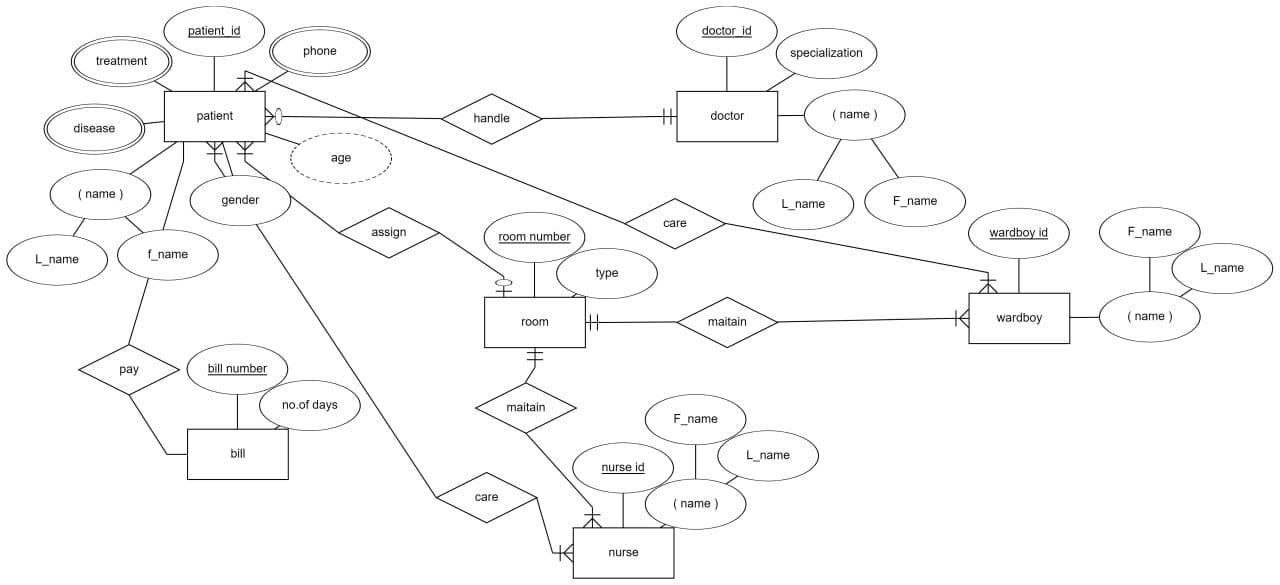 patient_id
doctor_id
phone
specialization
treatment
patient
handle
doctor
( name )
disease
age
( name )
gender
L_name
F_name
care
assign
room number
wardboy id
F_name
L_name
f_name
L_name
type
room
maitain
wardboy
( name )
pay
bill number
no.of days
maitain
F_name
bill
L_name
nurse id
care
( name )
nurse